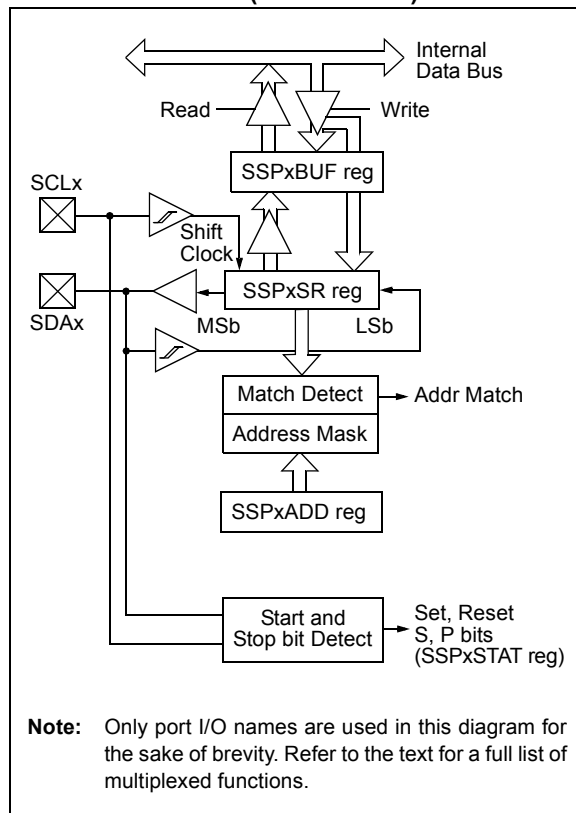 Internal
Data Bus
Read
Write
SSPxBUF reg
SCLx
Shift
Clock
SSPxSR reg
SDAx
MSb
LSb
Match Detect
Addr Match
Address Mask
SSPxADD reg
Start and
Stop bit Detect
Set, Reset
S, P bits
(SSPxSTAT reg)
Note: Only port I/O names are used in this diagram for
the sake of brevity. Refer to the text for a full list of
multiplexed functions.